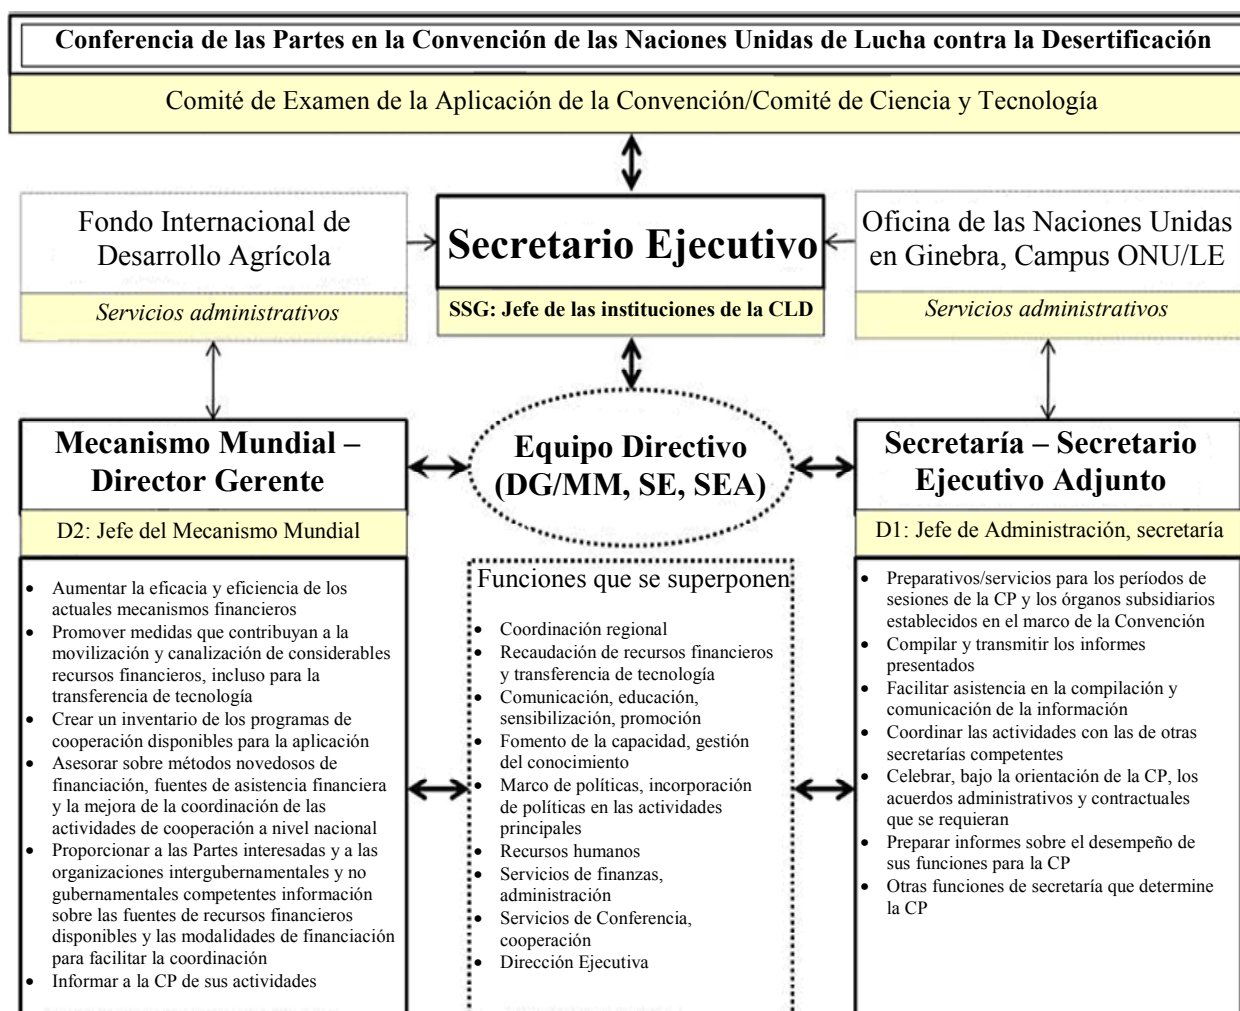 Conferencia de las Partes en la Convención de las Naciones Unidas de Lucha contra la Desertificación
Comité de Examen de la Aplicación de la Convención/Comité de Ciencia y Tecnología
Fondo Internacional de
Desarrollo Agrícola
Servicios administrativos
Secretario Ejecutivo
SSG: Jefe de las instituciones de la CLD
Oficina de las Naciones Unidas
en Ginebra, Campus ONU/LE
Servicios administrativos
Mecanismo Mundial –
Director Gerente
D2: Jefe del Mecanismo Mundial
Equipo Directivo
(DG/MM, SE, SEA)
Secretaría – Secretario
Ejecutivo Adjunto
D1: Jefe de Administración, secretaría
• Aumentar la eficacia y eficiencia de los
actuales mecanismos financieros
• Promover medidas que contribuyan a la
movilización y canalización de considerables
recursos financieros, incluso para la
transferencia de tecnología
• Crear un inventario de los programas de
cooperación disponibles para la aplicación
• Asesorar sobre métodos novedosos de
financiación, fuentes de asistencia financiera
y la mejora de la coordinación de las
actividades de cooperación a nivel nacional
• Proporcionar a las Partes interesadas y a las
organizaciones intergubernamentales y no
gubernamentales competentes información
sobre las fuentes de recursos financieros
disponibles y las modalidades de financiación
para facilitar la coordinación
• Informar a la CP de sus actividades
Funciones que se superponen
• Coordinación regional
• Recaudación de recursos financieros
y transferencia de tecnología
• Comunicación, educación,
sensibilización, promoción
• Fomento de la capacidad, gestión
del conocimiento
• Marco de políticas, incorporación
de políticas en las actividades
principales
• Recursos humanos
• Servicios de finanzas,
administración
• Servicios de Conferencia,
cooperación
• Dirección Ejecutiva
• Preparativos/servicios para los períodos de
sesiones de la CP y los órganos subsidiarios
establecidos en el marco de la Convención
• Compilar y transmitir los informes
presentados
• Facilitar asistencia en la compilación y
comunicación de la información
• Coordinar las actividades con las de otras
secretarías competentes
• Celebrar, bajo la orientación de la CP, los
acuerdos administrativos y contractuales
que se requieran
• Preparar informes sobre el desempeño de
sus funciones para la CP
• Otras funciones de secretaría que determine
la CP